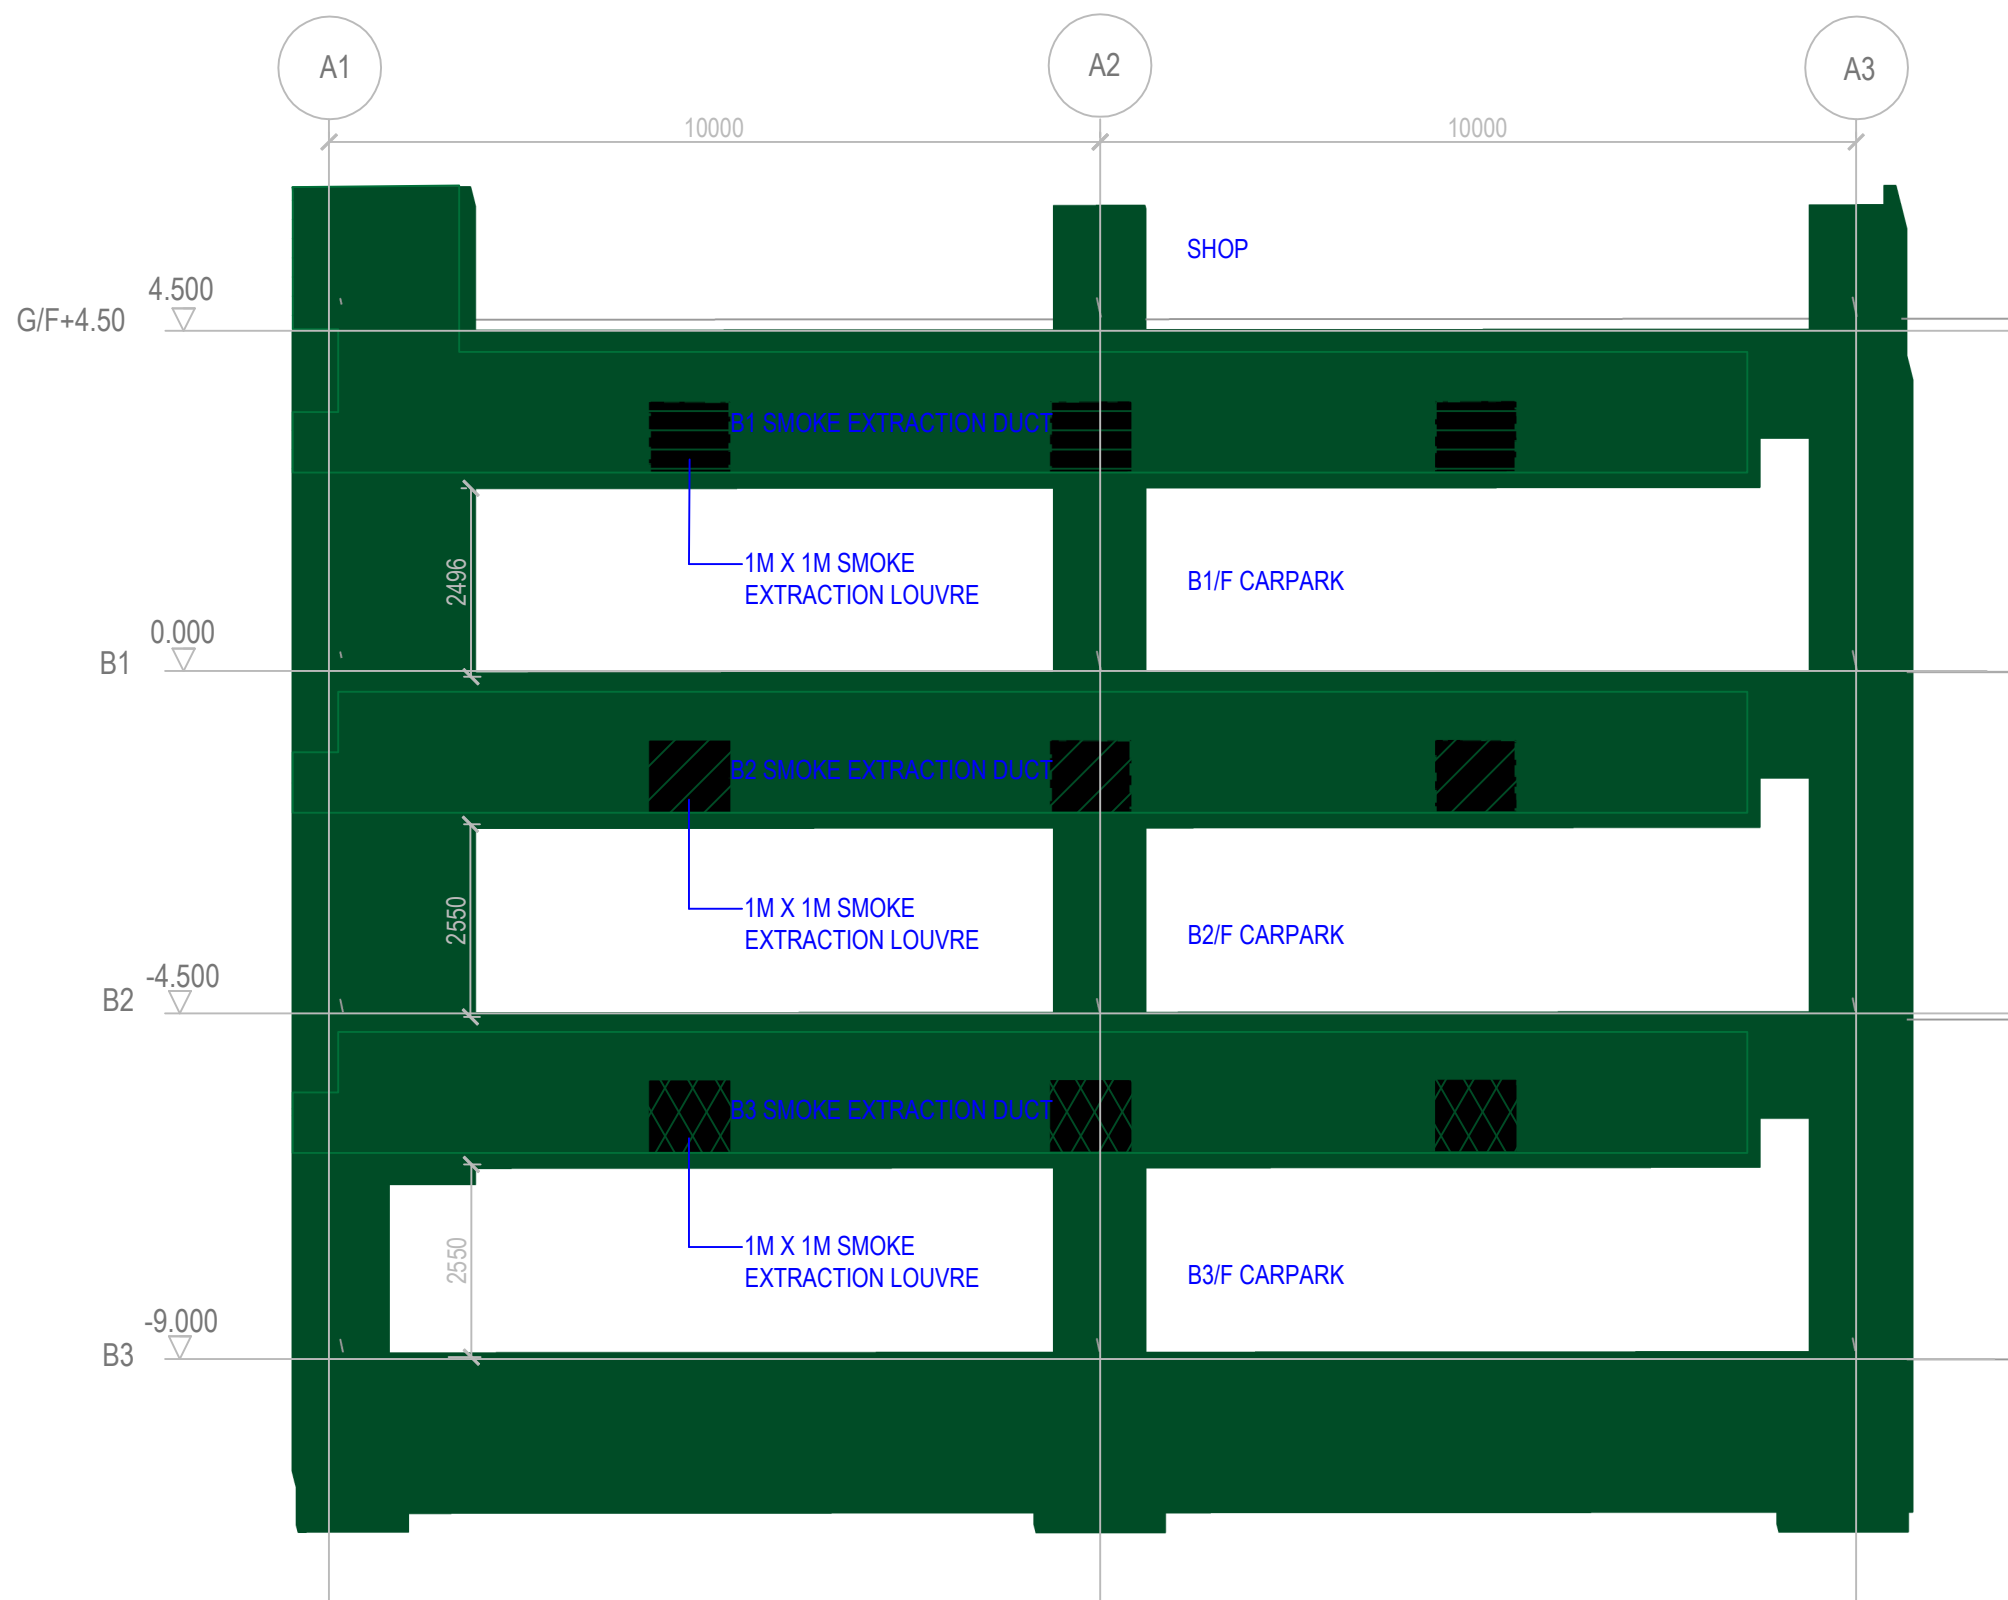 A1
A2
A3
10000
10000
SHOP
4.500
G/F+4.50
B1 SMOKE EXTRACTION DUCT
1M X 1M SMOKE
EXTRACTION LOUVRE
2496
B1/F CARPARK
0.000
B1
B2 SMOKE EXTRACTION DUCT
1M X 1M SMOKE
EXTRACTION LOUVRE
2550
B2/F CARPARK
-4.500
B2
B3 SMOKE EXTRACTION DUCT
1M X 1M SMOKE
EXTRACTION LOUVRE
2550
B3/F CARPARK
-9.000
B3